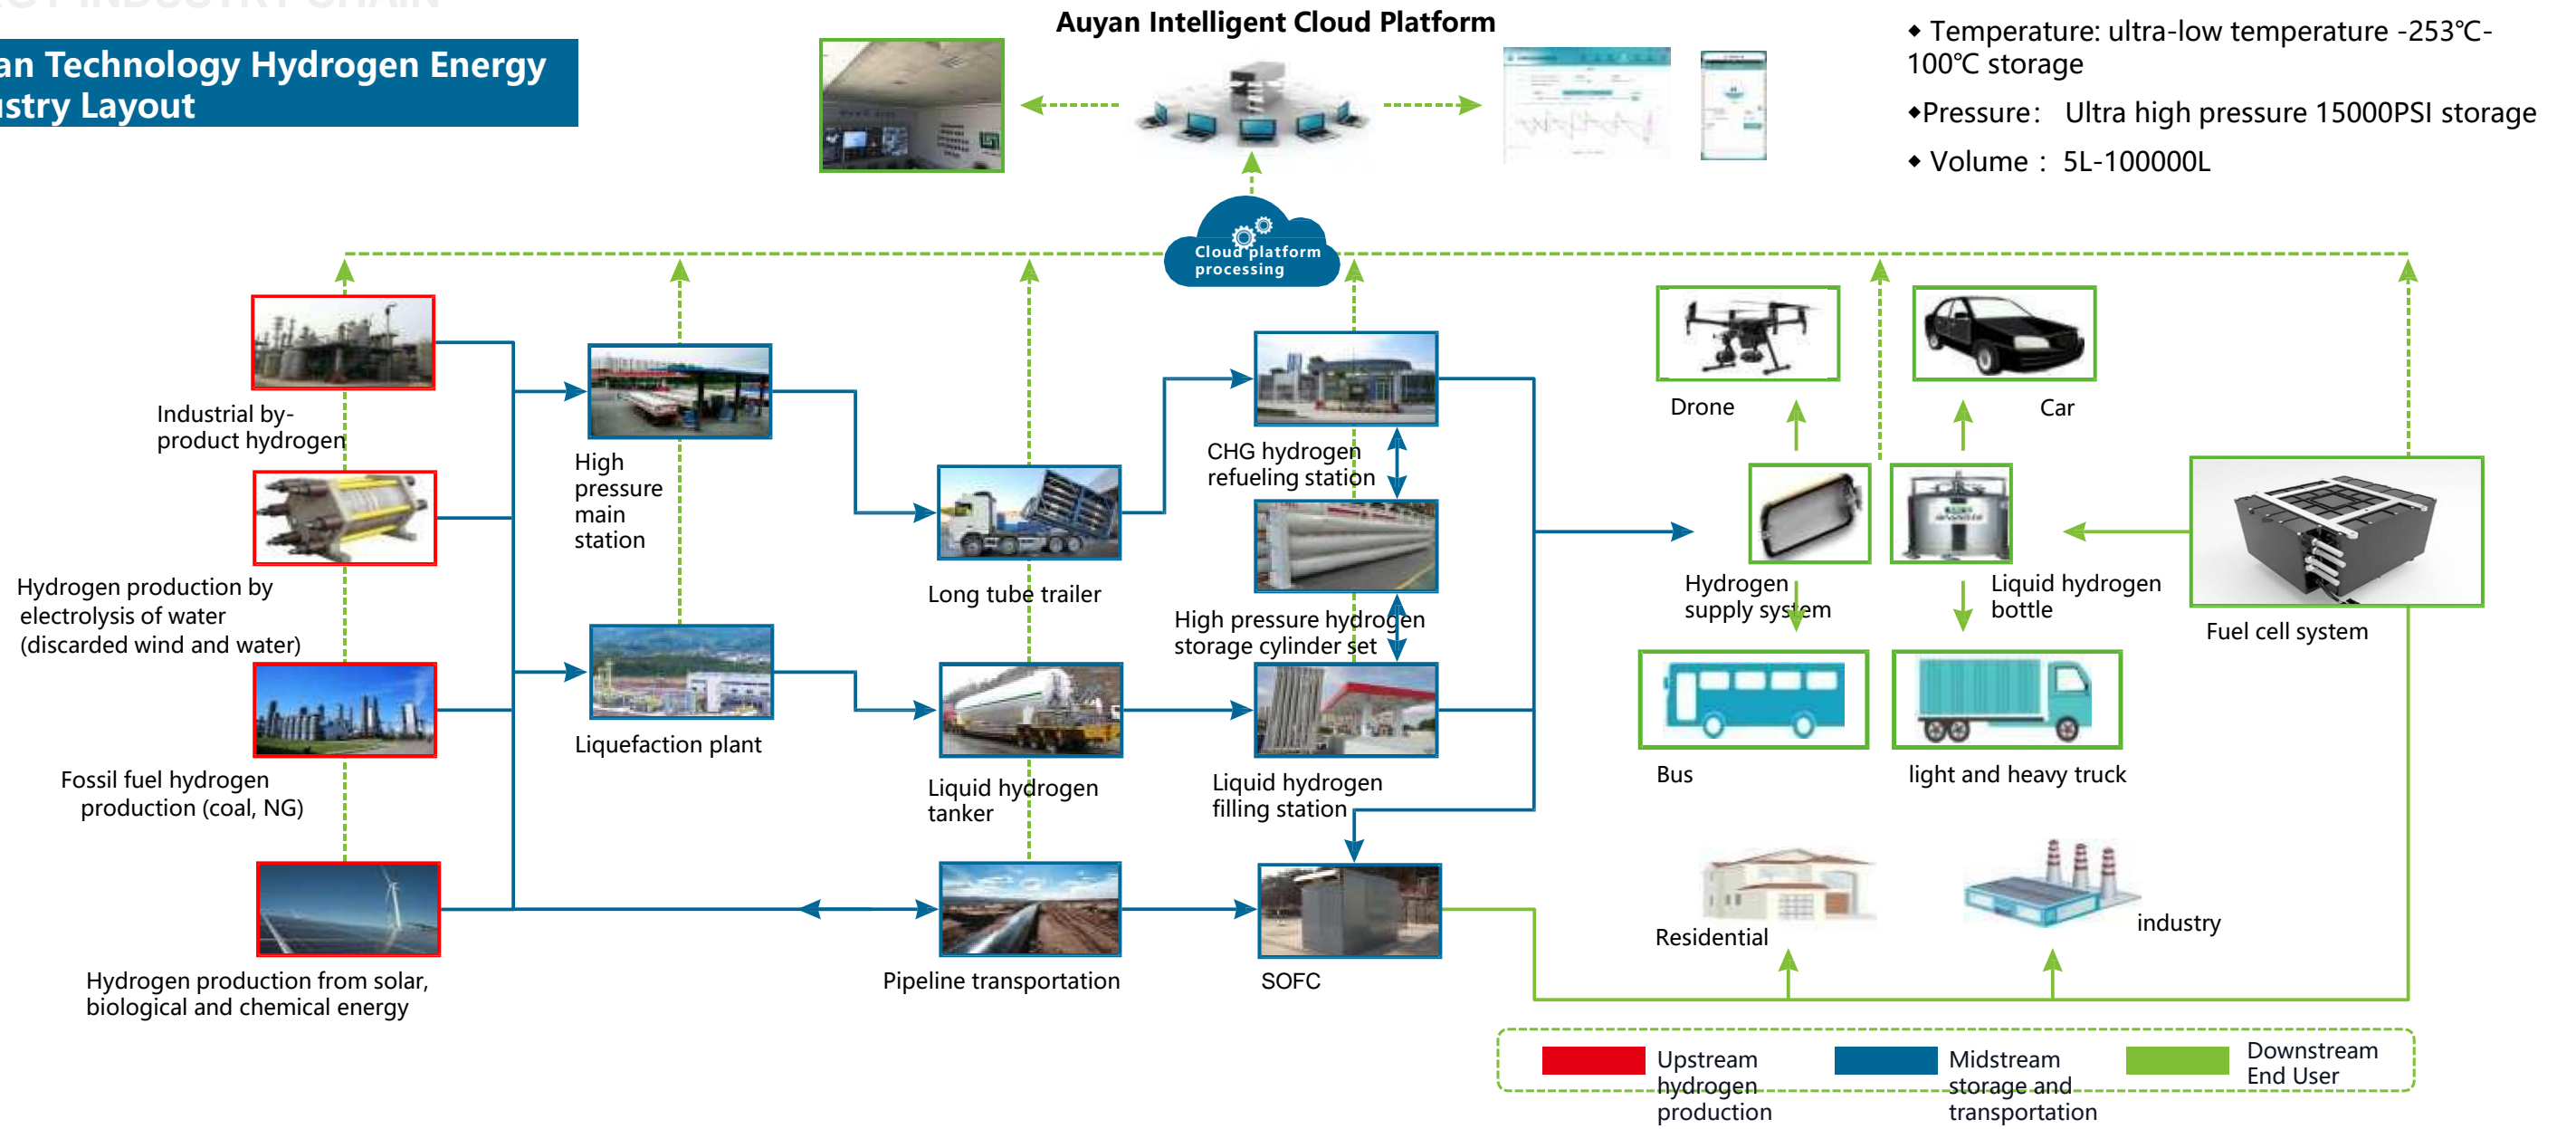 INDUSTRY CHAIN
Technology Hydrogen Energy
Layout
Auyan Intelligent Cloud Platform
◆ Temperature: ultra-low temperature -253℃-
100℃ storage
◆Pressure： Ultra high pressure 15000PSI storage
◆ Volume： 5L-100000L
Cloud platform
processing
Industrial by-
product hydrogen
Hydrogen production by
electrolysis of water
(discarded wind and water)
Fossil fuel hydrogen
production (coal, NG)
Hydrogen production from solar,
biological and chemical energy
High
pressure
main
station
Liquefaction plant
Long tube trailer
Liquid hydrogen
tanker
Pipeline transportation
CHG hydrogen
refueling station
High pressure hydrogen
storage cylinder set
Liquid hydrogen
filling station
SOFC
Drone
Car
Hydrogen
supply system
Liquid hydrogen
bottle
Fuel cell system
Bus
light and heavy truck
Residential
industry
Upstream
hydrogen
production
Midstream
storage and
transportation
Downstream
End User